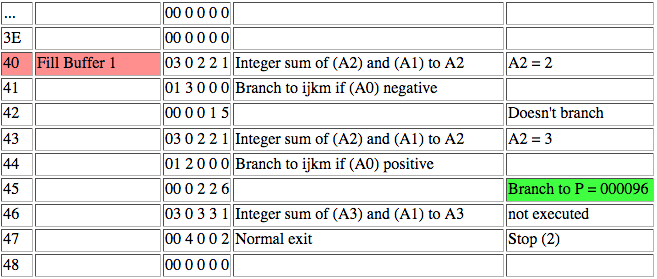 ... 00 0 0 0 0
3E 00 0 0 0 0
40 Fill Buffer 1 03 0 2 2 1 Integer sum of (A2) and (A1) to A2 A2 = 2
41 01 3 0 0 0 Branch to ijkm if (A0) negative
42 00 0 0 1 5 Doesn't branch
43 03 0 2 2 1 Integer sum of (A2) and (A1) to A2 A2 = 3
44 01 2 0 0 0 Branch to ijkm if (A0) positive
45 00 0 2 2 6 Branch to P = 000096
46 03 0 3 3 1 Integer sum of (A3) and (A1) to A3 not executed
47 00 4 0 0 2 Normal exit Stop (2)
48 00 0 0 0 0